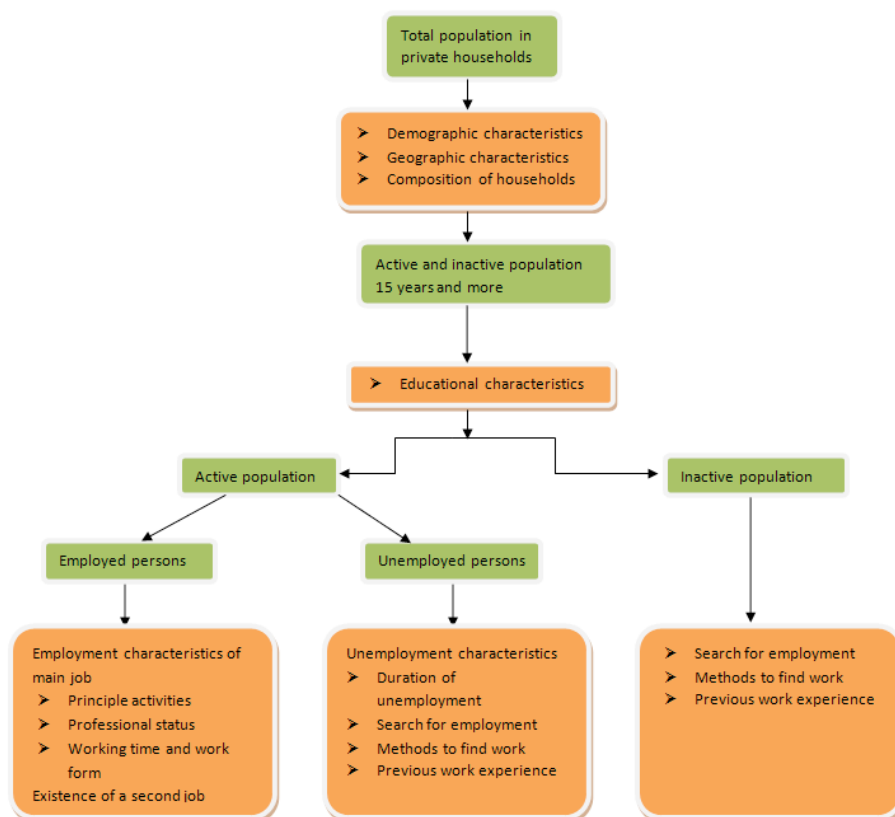 Total population in
private households
➤ Demographic characteristics
➤ Geographic characteristics
➤ Composition of households
Active and inactive population
15 years and more
➤ Educational characteristics
Active population
Inactive population
Employed persons
Unemployed persons
Employment characteristics of
main job
➤ Principle activities
➤ Professional status
➤ Working time and work
form
Existence of a second job
Unemployment characteristics
➤ Duration of
unemployment
➤ Search for employment
➤ Methods to find work
➤ Previous work experience
➤ Search for employment
➤ Methods to find work
➤ Previous work experience